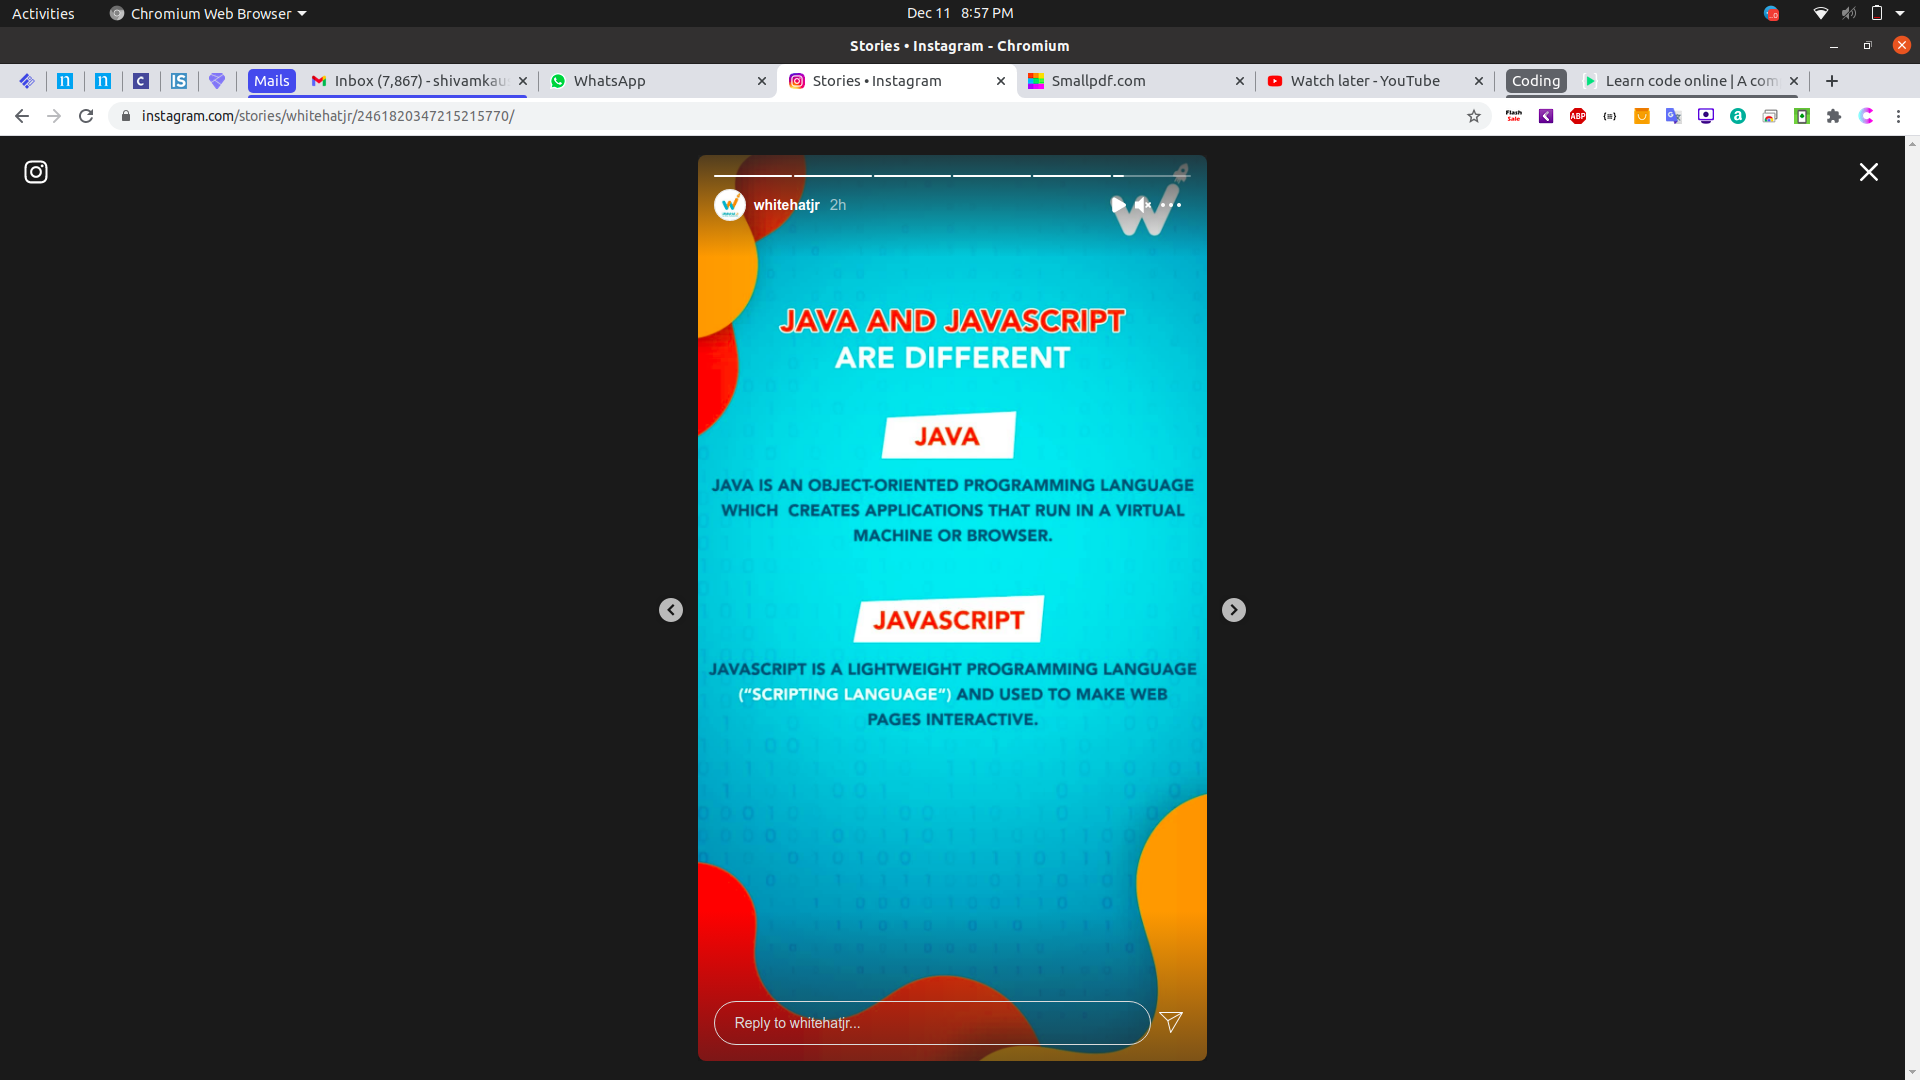 Activities
Chromium Web Browser
Dec 11 8:57 PM
Stories • Instagram - Chromium
Mails
Inbox (7,867) - shivamkau
WhatsApp
Stories • Instagram
Smallpdf.com
Watch later - YouTube
Coding
Learn code online | A com
instagram.com/stories/whitehatjr/2461820347215215770/
Flash Sale
ABP
whitehatjr 2h
JAVA AND JAVASCRIPT
ARE DIFFERENT
JAVA
JAVA IS AN OBJECT-ORIENTED PROGRAMMING LANGUAGE
WHICH CREATES APPLICATIONS THAT RUN IN A VIRTUAL
MACHINE OR BROWSER.
JAVASCRIPT
JAVASCRIPT IS A LIGHTWEIGHT PROGRAMMING LANGUAGE
("SCRIPTING LANGUAGE") AND USED TO MAKE WEB
PAGES INTERACTIVE.
Reply to whitehatjr...